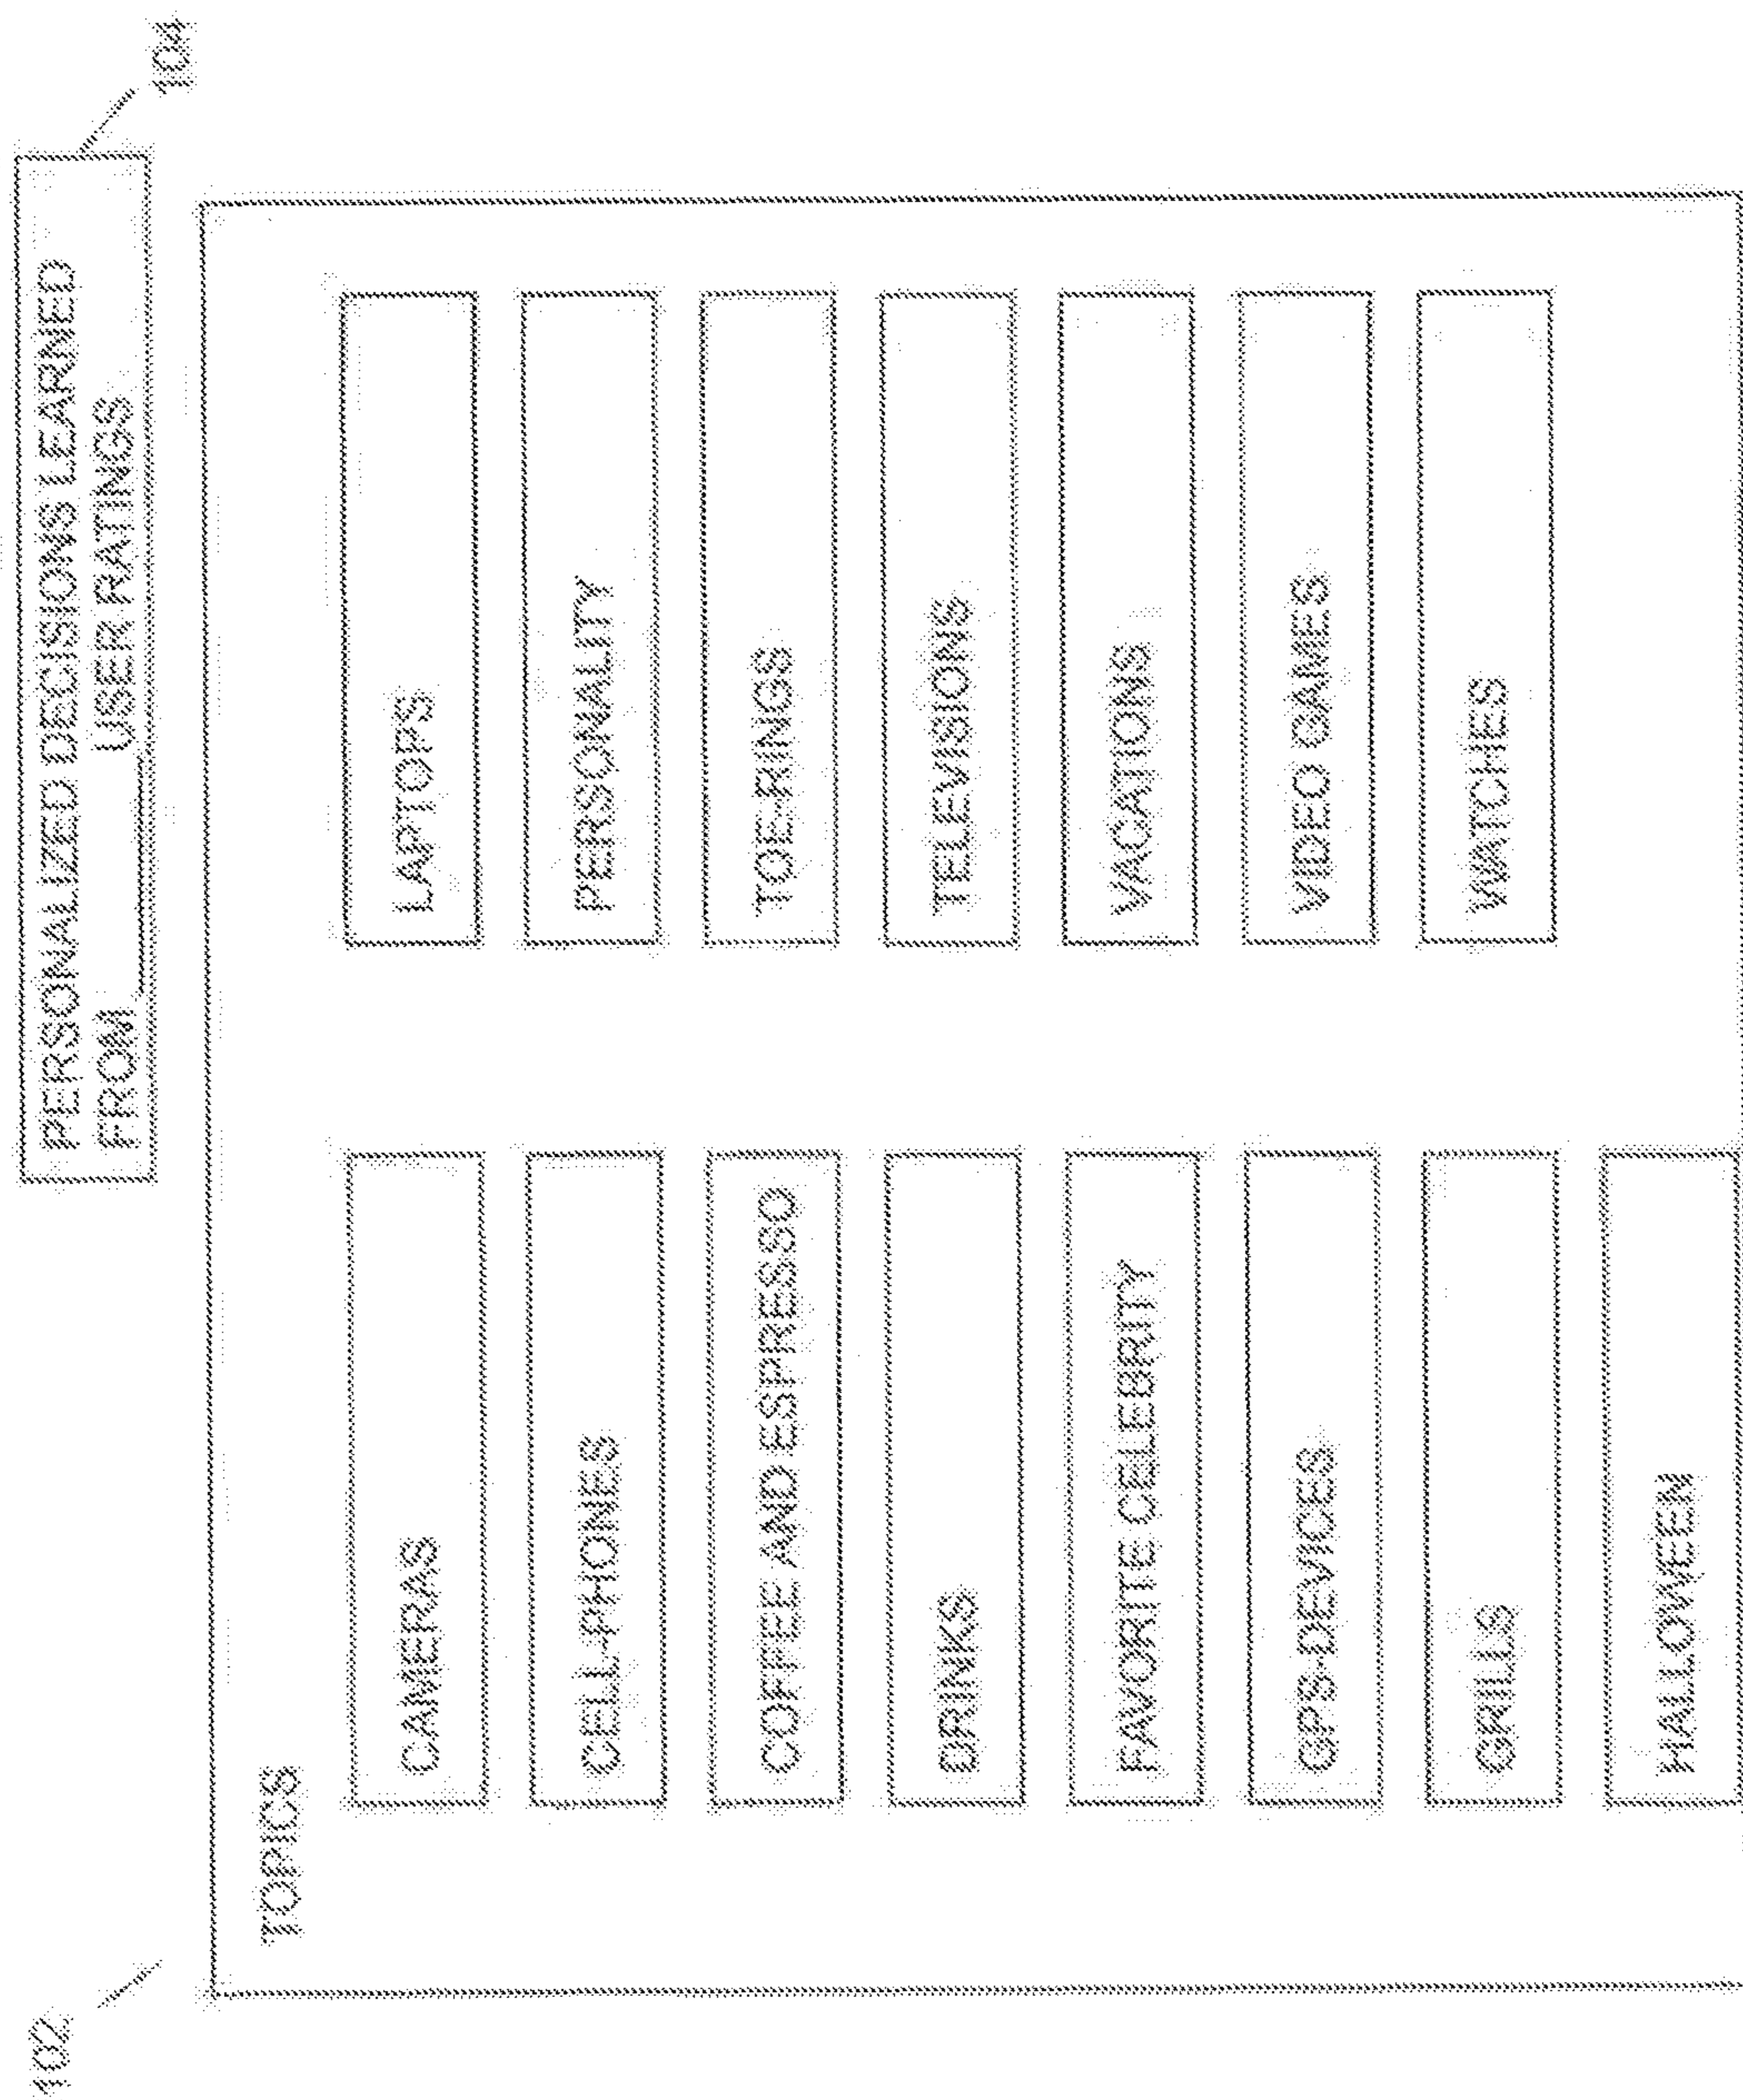 102
PERSONALIZED DECISIONS LEARNED
FROM ________ USER RATINGS
104
TOPICS
CAMERAS
CELL-PHONES
COFFEE AND ESPRESSO
DRINKS
FAVORITE CELEBRITY
GPS-DEVICES
GRILLS
HALLOWEEN
LAPTOPS
PERSONALITY
TOE-RINGS
TELEVISIONS
VACATIONS
VIDEO GAMES
WATCHES